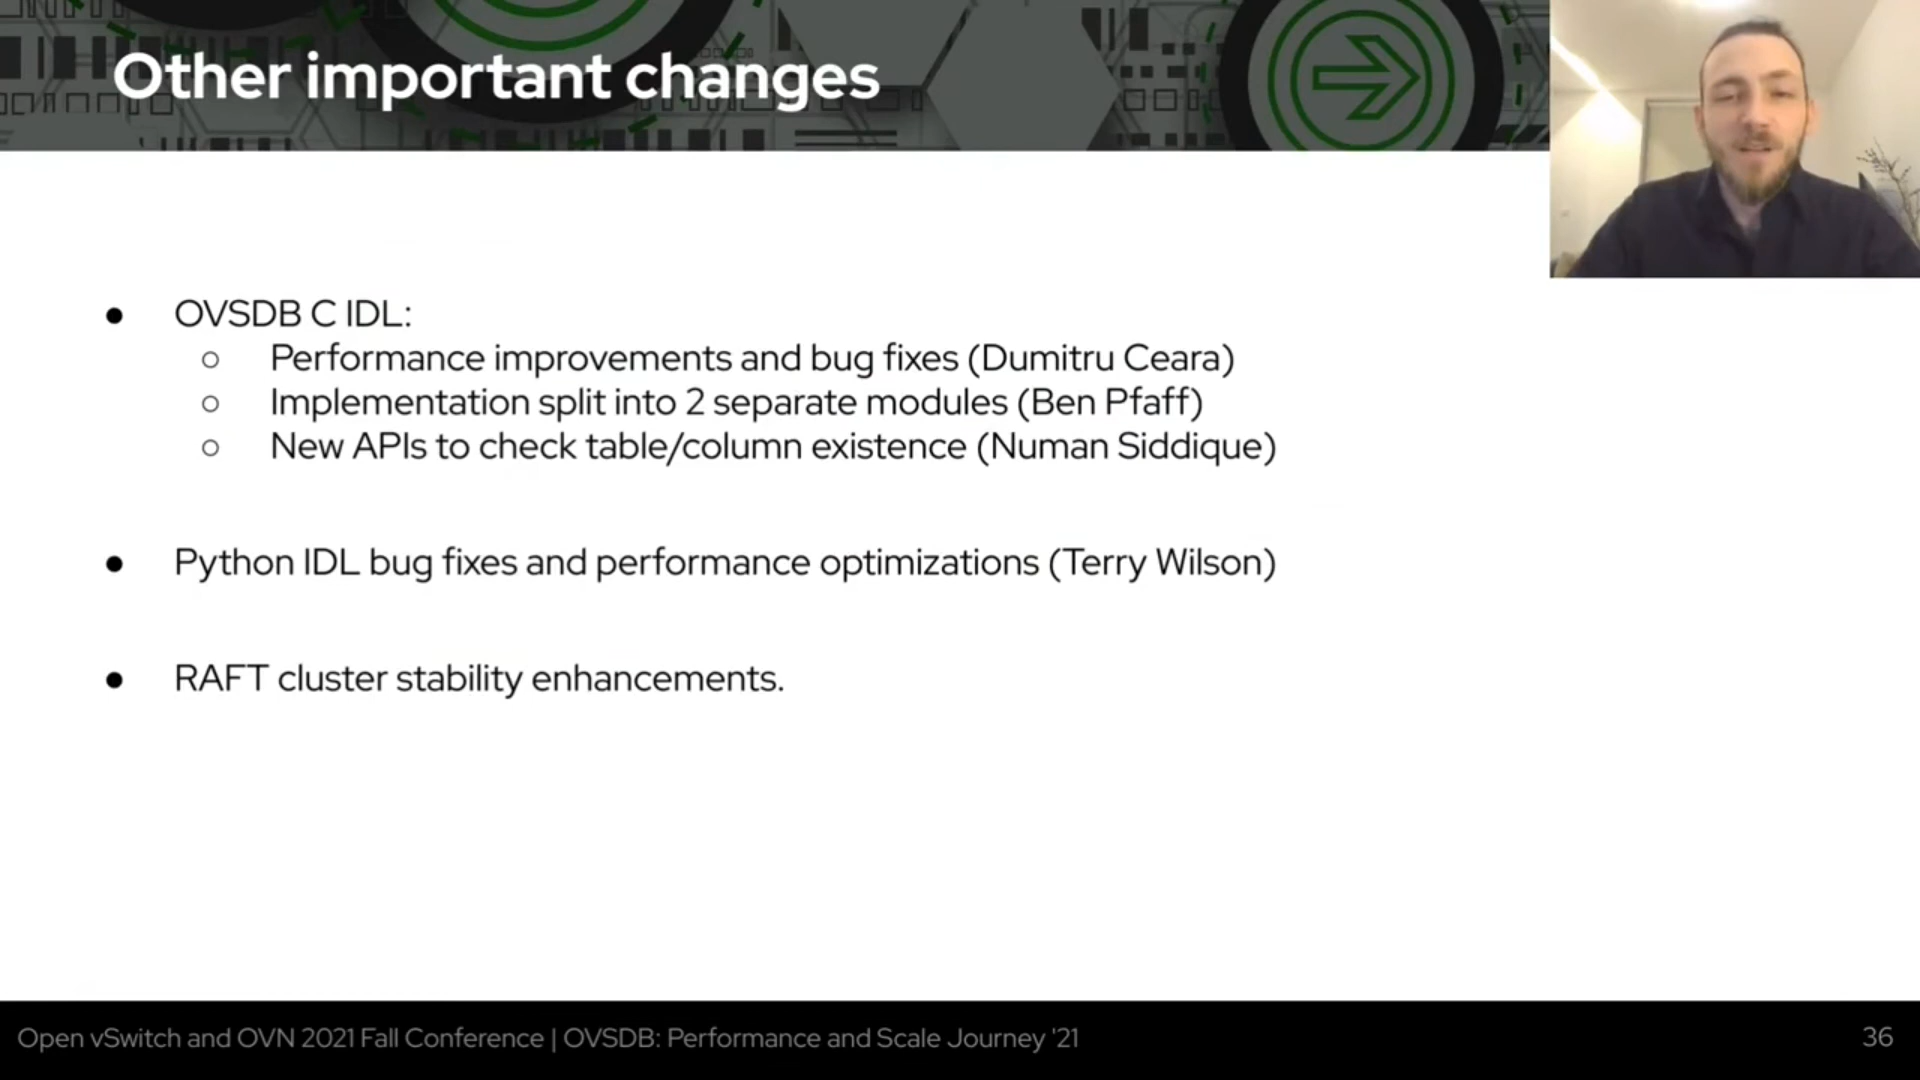 Other important changes
● OVSDB C IDL:
○ Performance improvements and bug fixes (Dumitru Ceara)
○ Implementation split into 2 separate modules (Ben Pfaff)
○ New APIs to check table/column existence (Numan Siddique)
● Python IDL bug fixes and performance optimizations (Terry Wilson)
● RAFT cluster stability enhancements.
Open vSwitch and OVN 2021 Fall Conference | OVSDB: Performance and Scale Journey '21
36